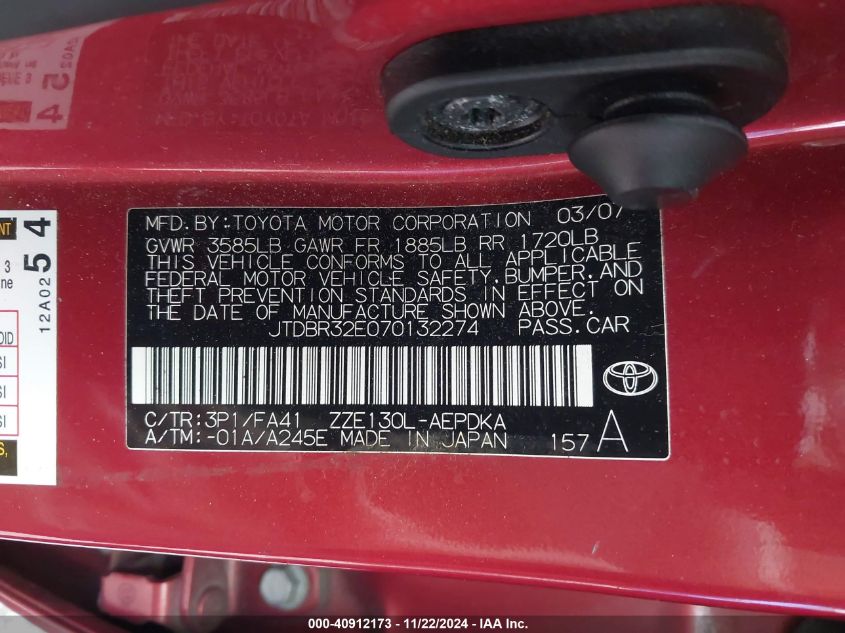 MFD.BY:TOYOTA MOTOR CORPORATION 03/07
GVWR 3585LB GAWR FR 1885LB RR 1720LB
THIS VEHICLE CONFORMS TO ALL APPLICABLE
FEDERAL MOTOR VEHICLE SAFETY,BUMPER,AND
THEFT PREVENTION STANDARDS IN EFFECT ON
THE DATE OF MANUFACTURE SHOWN ABOVE.
JTDBR32E070132274 PASS.CAR
C/TR:3P1/FA41 ZZE130L-AEPDKA
A/TM:-01A/A245E MADE IN JAPAN 157 A
12A02 5 4
3
000-40912173 - 11/22/2024 - IAA Inc.